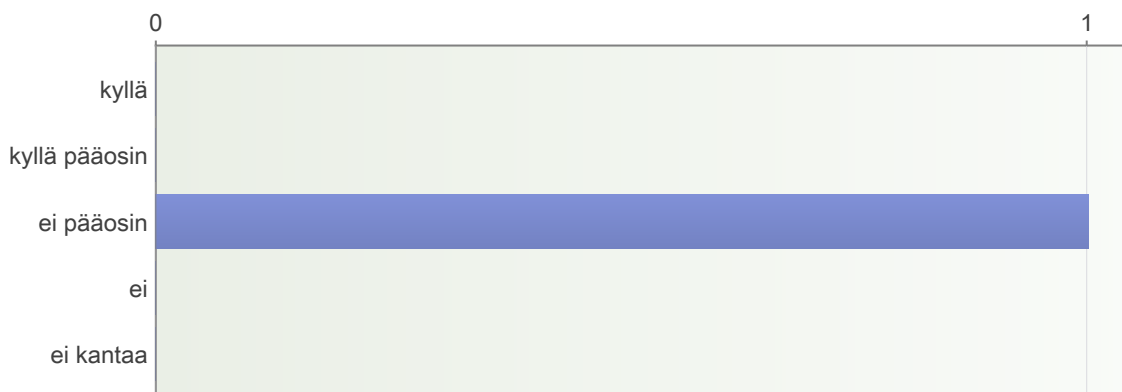 0 1
kyllä
kyllä pääosin
ei pääosin
ei
ei kantaa